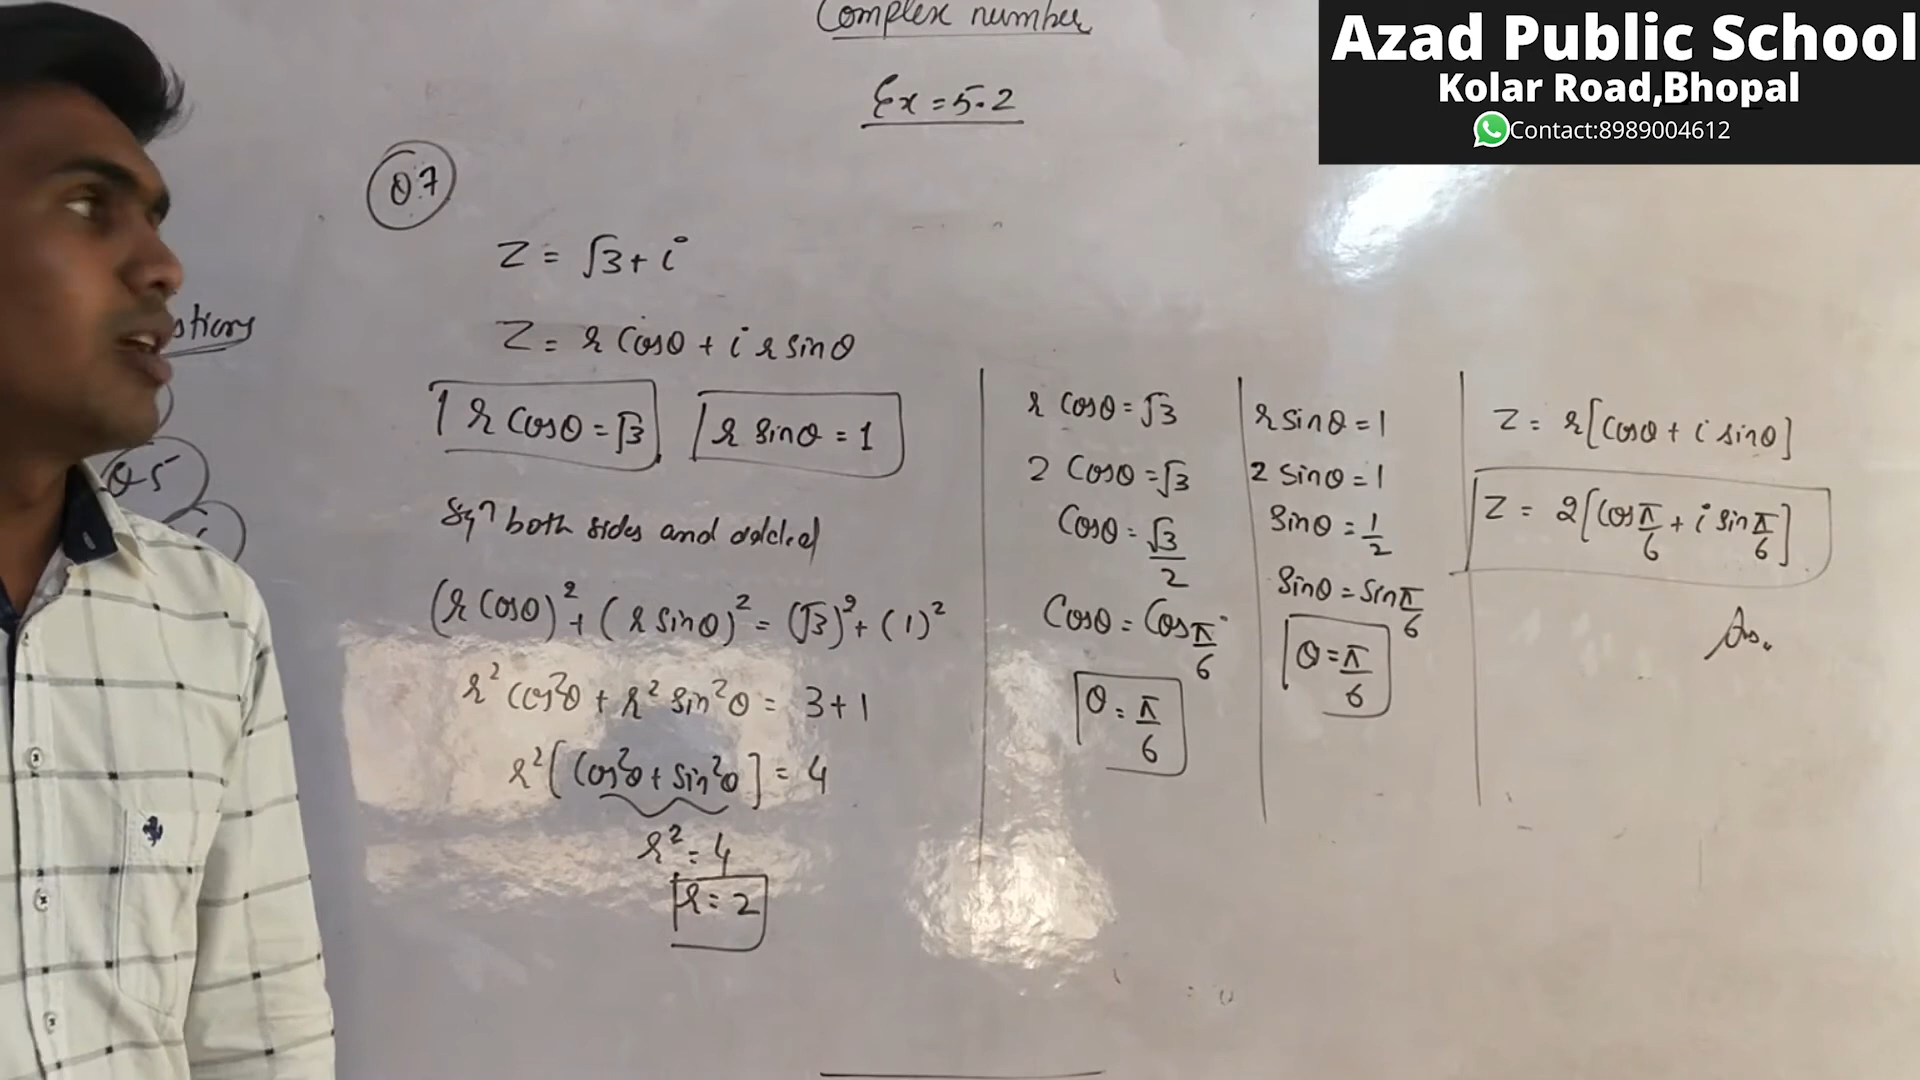 Complex number
Ex = 5.2
Azad Public School
Kolar Road,Bhopal
Contact:8989004612
Q7
Z = √3 + i
Z = r Cosθ + i r sinθ
r Cosθ = √3
r sinθ = 1
Sqn both sides and added
(r Cosθ)² + (r sinθ)² = (√3)² + (1)²
r² cos²θ + r² sin²θ = 3+1
r² [Cos²θ + sin²θ] = 4
r² = 4
r = 2
r Cosθ = √3
2 Cosθ = √3
Cosθ = √3/2
Cosθ = Cos π/6
θ = π/6
r sinθ = 1
2 sinθ = 1
Sinθ = 1/2
Sinθ = Sin π/6
θ = π/6
Z = r[Cosθ + i sinθ]
Z = 2[Cos π/6 + i sin π/6]
Ans.
stions
Q5